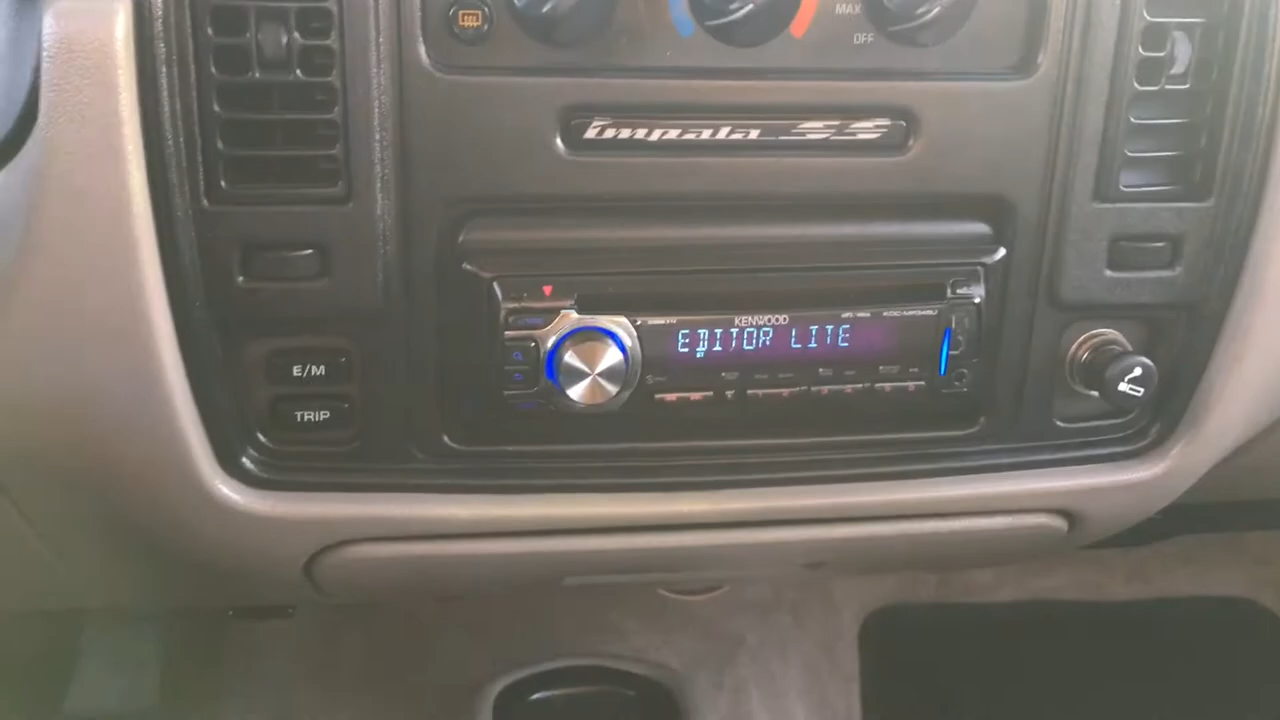 MAX
OFF
Impala SS
KENWOOD
EDITOR LITE
E/M
TRIP